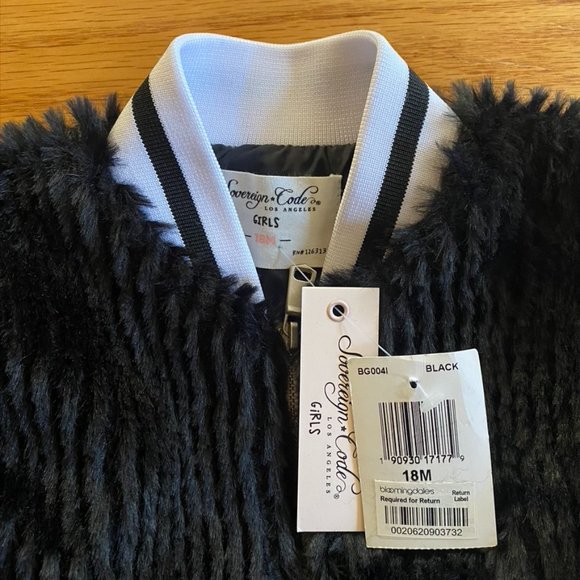 Sovereign★Code®
LOS ANGELES
GIRLS
— 18M —
Sovereign★Code®
LOS ANGELES
GIRLS
BG004I BLACK
1 90930 17177 9
18M
bloomingdales Return
Required for Return Label
0020620903732